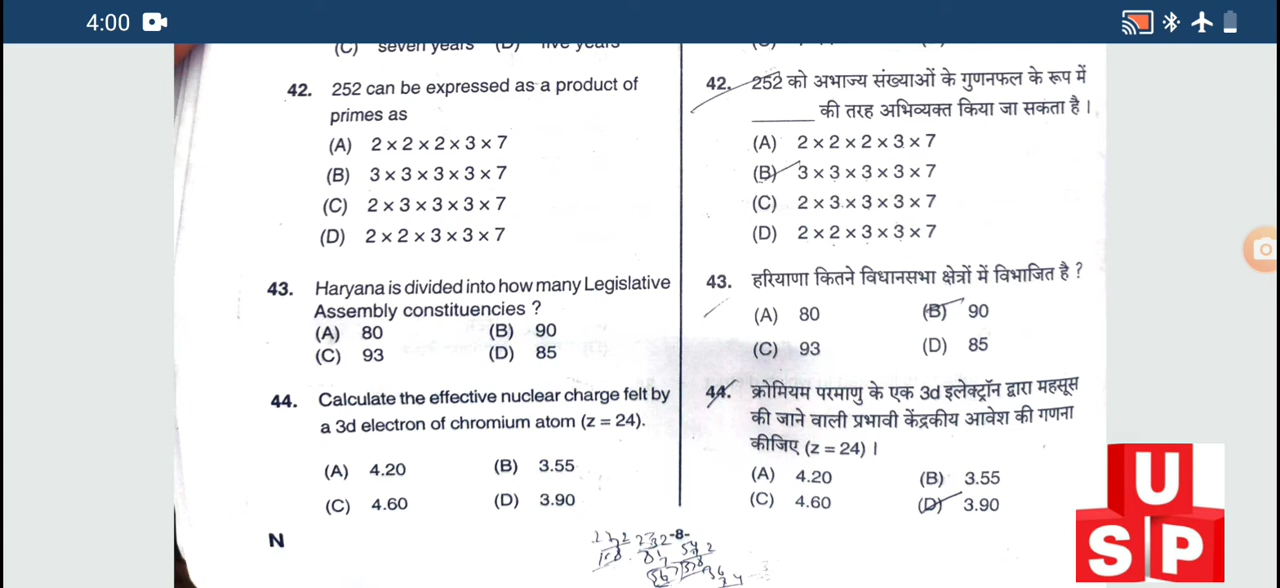 4:00
(C) seven years (D) five years
42. 252 can be expressed as a product of
primes as
(A) 2 × 2 × 2 × 3 × 7
(B) 3 × 3 × 3 × 3 × 7
(C) 2 × 3 × 3 × 3 × 7
(D) 2 × 2 × 3 × 3 × 7
43. Haryana is divided into how many Legislative
Assembly constituencies ?
(A) 80 (B) 90
(C) 93 (D) 85
44. Calculate the effective nuclear charge felt by
a 3d electron of chromium atom (z = 24).
(A) 4.20 (B) 3.55
(C) 4.60 (D) 3.90
N
42. 252 को अभाज्य संख्याओं के गुणनफल के रूप में
______ की तरह अभिव्यक्त किया जा सकता है ।
(A) 2 × 2 × 2 × 3 × 7
(B) 3 × 3 × 3 × 3 × 7
(C) 2 × 3 × 3 × 3 × 7
(D) 2 × 2 × 3 × 3 × 7
43. हरियाणा कितने विधानसभा क्षेत्रों में विभाजित है ?
(A) 80 (B) 90
(C) 93 (D) 85
44. क्रोमियम परमाणु के एक 3d इलेक्ट्रॉन द्वारा महसूस
की जाने वाली प्रभावी केंद्रकीय आवेश की गणना
कीजिए (z = 24) ।
(A) 4.20 (B) 3.55
(C) 4.60 (D) 3.90
-8-
U
S P